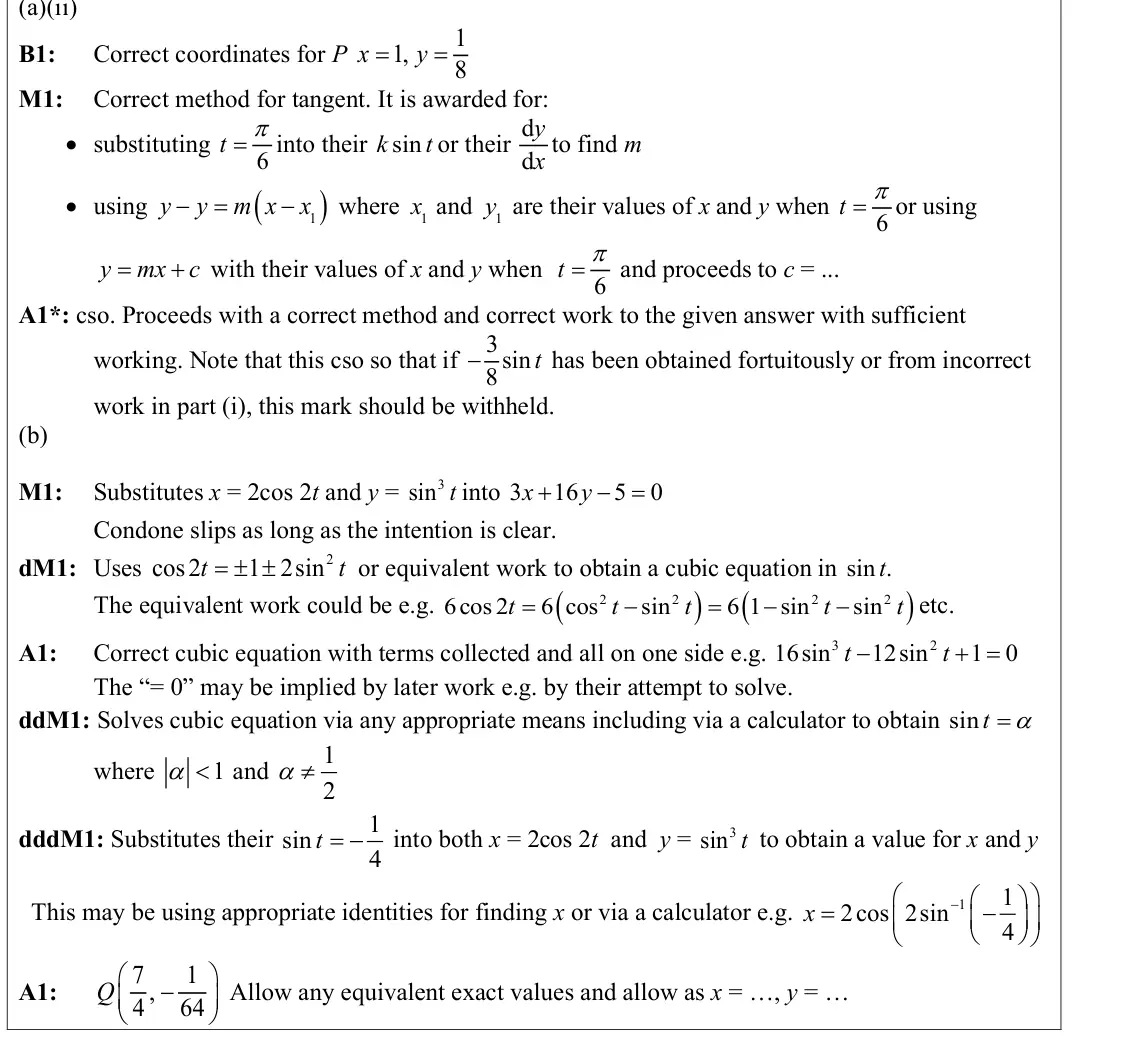 (a)(ii)
B1: Correct coordinates for P x = 1, y = 1/8
M1: Correct method for tangent. It is awarded for:
• substituting t = π/6 into their k sin t or their dy/dx to find m
• using y − y = m(x − x₁) where x₁ and y₁ are their values of x and y when t = π/6 or using
y = mx + c with their values of x and y when t = π/6 and proceeds to c = ...
A1*: cso. Proceeds with a correct method and correct work to the given answer with sufficient
working. Note that this cso so that if −3/8 sin t has been obtained fortuitously or from incorrect
work in part (i), this mark should be withheld.
(b)
M1: Substitutes x = 2cos 2t and y = sin³ t into 3x + 16y − 5 = 0
Condone slips as long as the intention is clear.
dM1: Uses cos 2t = ±1 ± 2sin² t or equivalent work to obtain a cubic equation in sin t.
The equivalent work could be e.g. 6cos 2t = 6(cos² t − sin² t) = 6(1 − sin² t − sin² t) etc.
A1: Correct cubic equation with terms collected and all on one side e.g. 16sin³ t − 12sin² t + 1 = 0
The “= 0” may be implied by later work e.g. by their attempt to solve.
ddM1: Solves cubic equation via any appropriate means including via a calculator to obtain sin t = α
where |α| < 1 and α ≠ 1/2
dddM1: Substitutes their sin t = −1/4 into both x = 2cos 2t and y = sin³ t to obtain a value for x and y
This may be using appropriate identities for finding x or via a calculator e.g. x = 2cos(2sin⁻¹(−1/4))
A1: Q(7/4, −1/64) Allow any equivalent exact values and allow as x = …, y = …